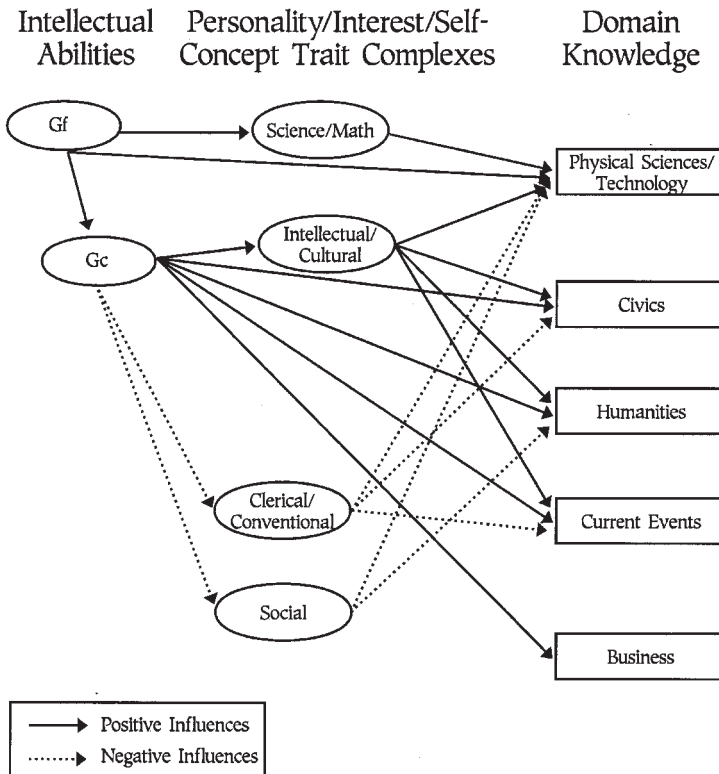 Intellectual
Abilities
Personality/Interest/Self-
Concept Trait Complexes
Domain
Knowledge
Gf
Science/Math
Physical Sciences/
Technology
Gc
Intellectual/
Cultural
Civics
Humanities
Clerical/
Conventional
Current Events
Social
Business
Positive Influences
Negative Influences